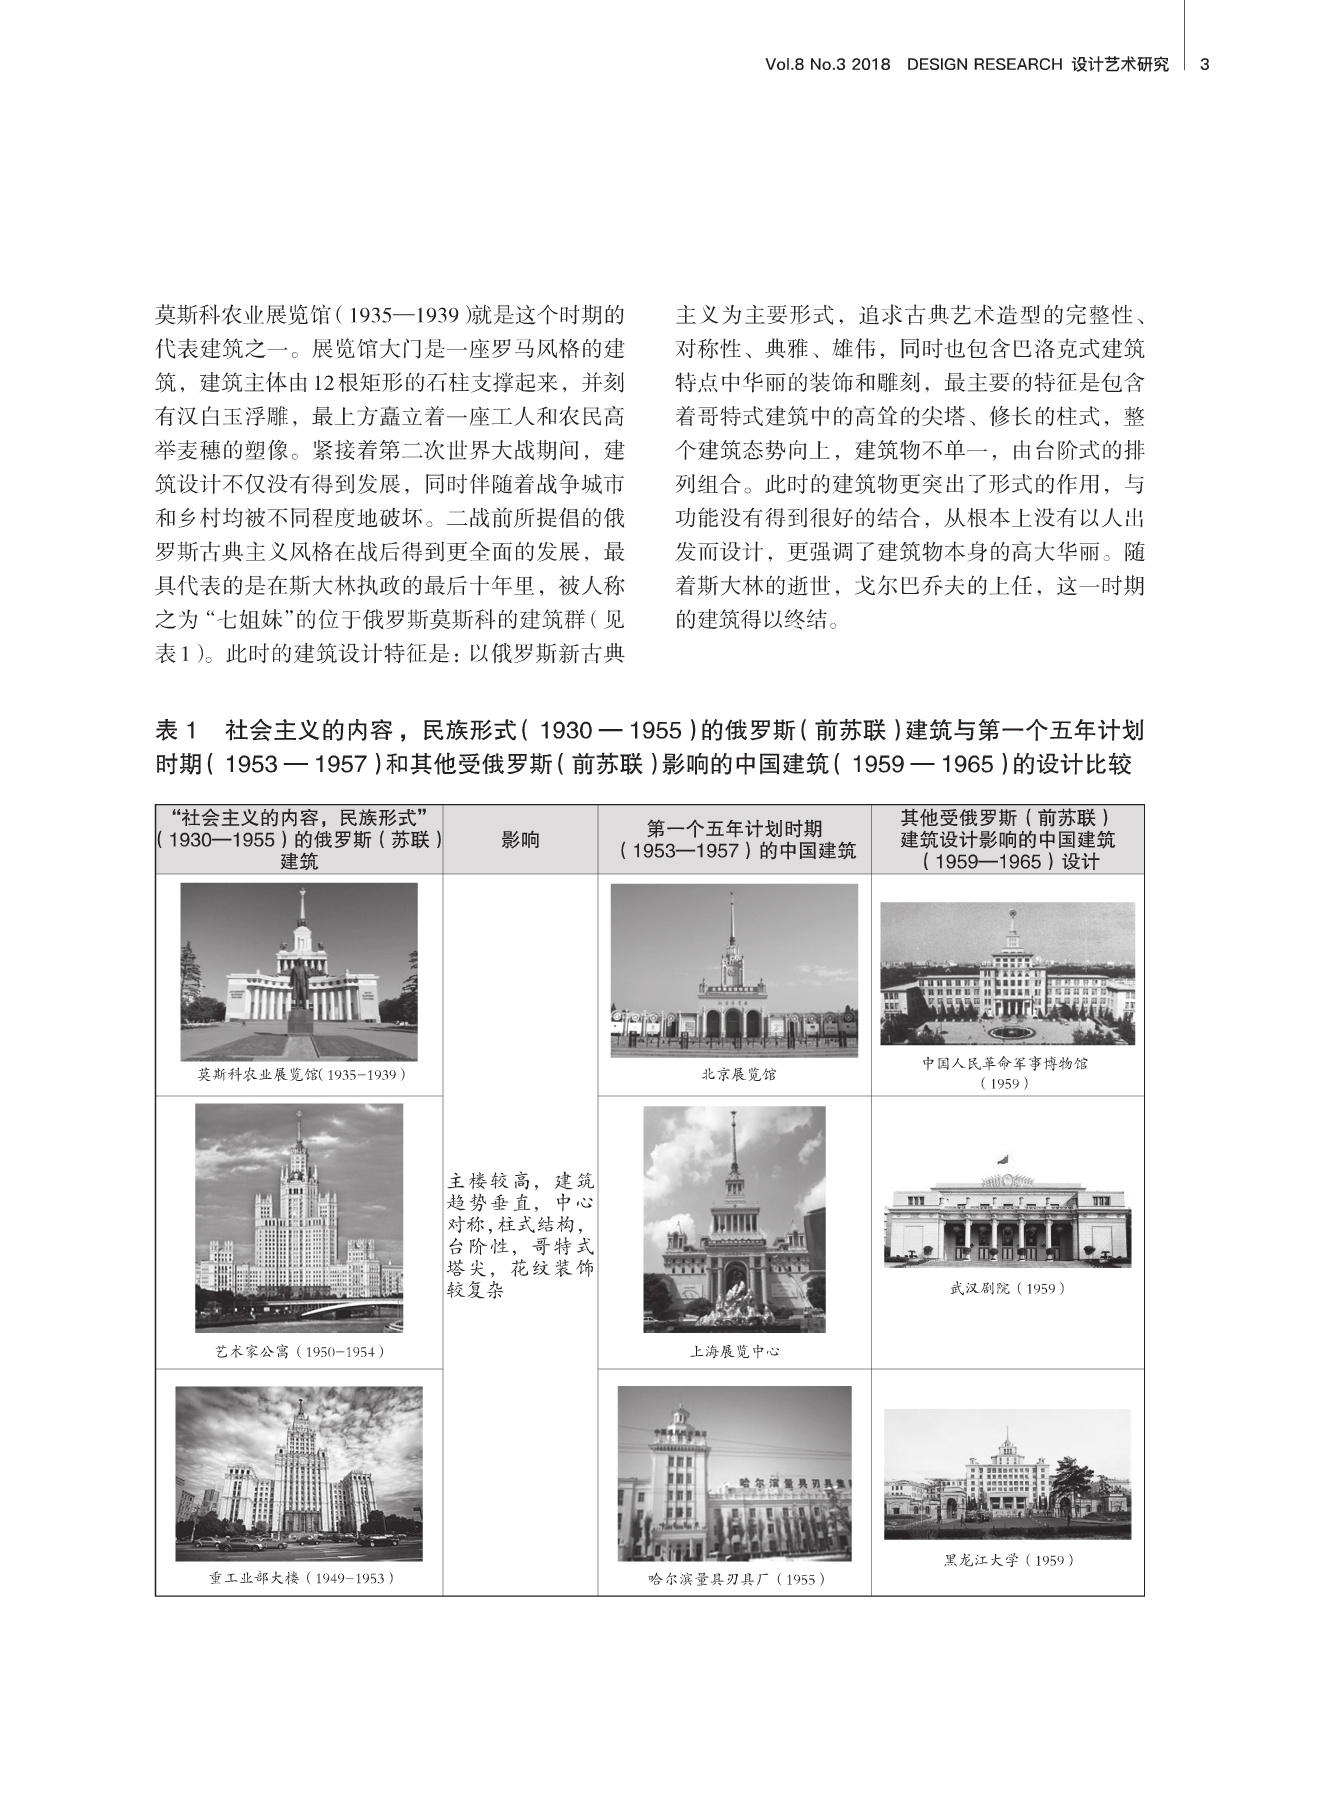 Vol.8 No.3 2018 DESIGN RESEARCH 设计艺术研究 3
莫斯科农业展览馆（1935—1939）就是这个时期的
代表建筑之一。展览馆大门是一座罗马风格的建
筑，建筑主体由12根矩形的石柱支撑起来，并刻
有汉白玉浮雕，最上方矗立着一座工人和农民高
举麦穗的塑像。紧接着第二次世界大战期间，建
筑设计不仅没有得到发展，同时伴随着战争城市
和乡村均被不同程度地破坏。二战前所提倡的俄
罗斯古典主义风格在战后得到更全面的发展，最
具代表的是在斯大林执政的最后十年里，被人称
之为“七姐妹”的位于俄罗斯莫斯科的建筑群（见
表1）。此时的建筑设计特征是：以俄罗斯新古典
主义为主要形式，追求古典艺术造型的完整性、
对称性、典雅、雄伟，同时也包含巴洛克式建筑
特点中华丽的装饰和雕刻，最主要的特征是包含
着哥特式建筑中的高耸的尖塔、修长的柱式，整
个建筑态势向上，建筑物不单一，由台阶式的排
列组合。此时的建筑物更突出了形式的作用，与
功能没有得到很好的结合，从根本上没有以人出
发而设计，更强调了建筑物本身的高大华丽。随
着斯大林的逝世，戈尔巴乔夫的上任，这一时期
的建筑得以终结。
表1 社会主义的内容，民族形式（1930—1955）的俄罗斯（前苏联）建筑与第一个五年计划
时期（1953—1957）和其他受俄罗斯（前苏联）影响的中国建筑（1959—1965）的设计比较
“社会主义的内容，民族形式”
（1930—1955）的俄罗斯（苏联）
建筑
影响
第一个五年计划时期
（1953—1957）的中国建筑
其他受俄罗斯（前苏联）
建筑设计影响的中国建筑
（1959—1965）设计
莫斯科农业展览馆（1935-1939）
北京展览馆
中国人民革命军事博物馆
（1959）
主楼较高，建筑
趋势垂直，中心
对称，柱式结构，
台阶性，哥特式
塔尖，花纹装饰
较复杂
艺术家公寓（1950-1954）
上海展览中心
武汉剧院（1959）
哈尔滨量具刃具集
重工业部大楼（1949-1953）
哈尔滨量具刃具厂（1955）
黑龙江大学（1959）